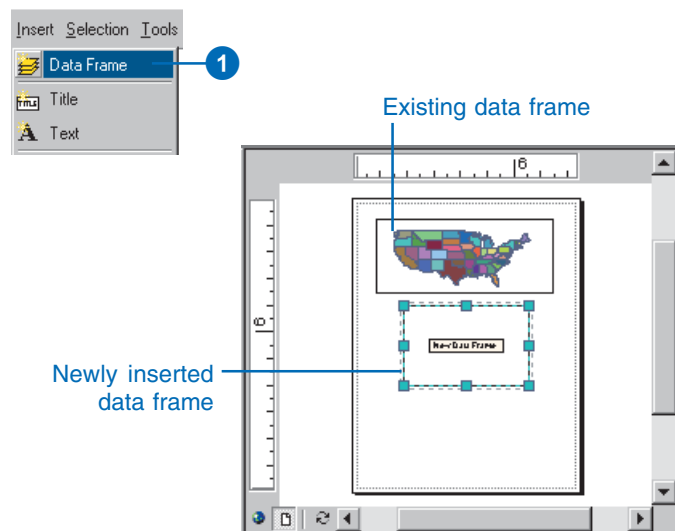 Insert Selection Tools
Data Frame
1
Title
Text
Existing data frame
6
6
New Data Frame
Newly inserted
data frame